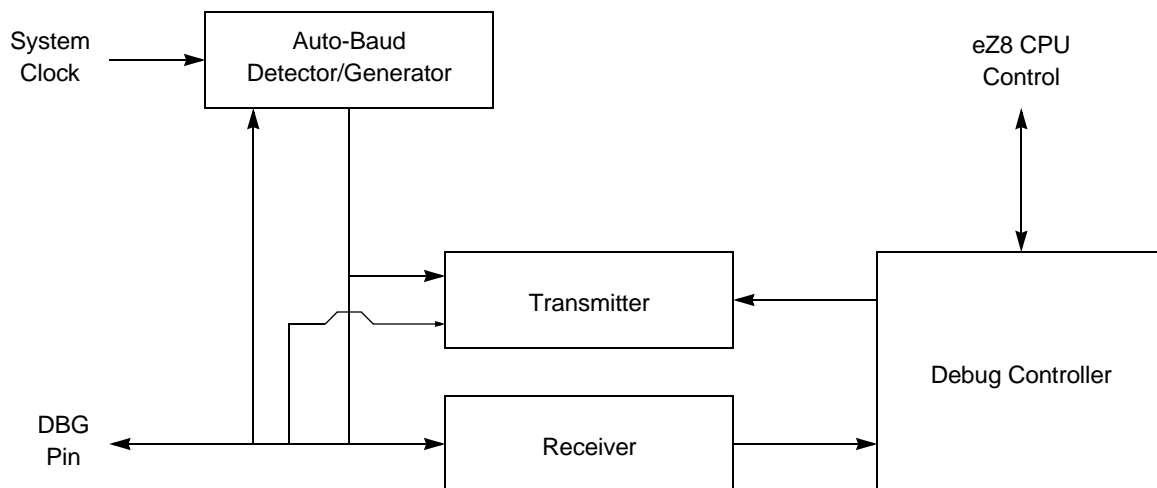 System
Clock
Auto-Baud
Detector/Generator
eZ8 CPU
Control
Transmitter
Debug Controller
DBG
Pin
Receiver